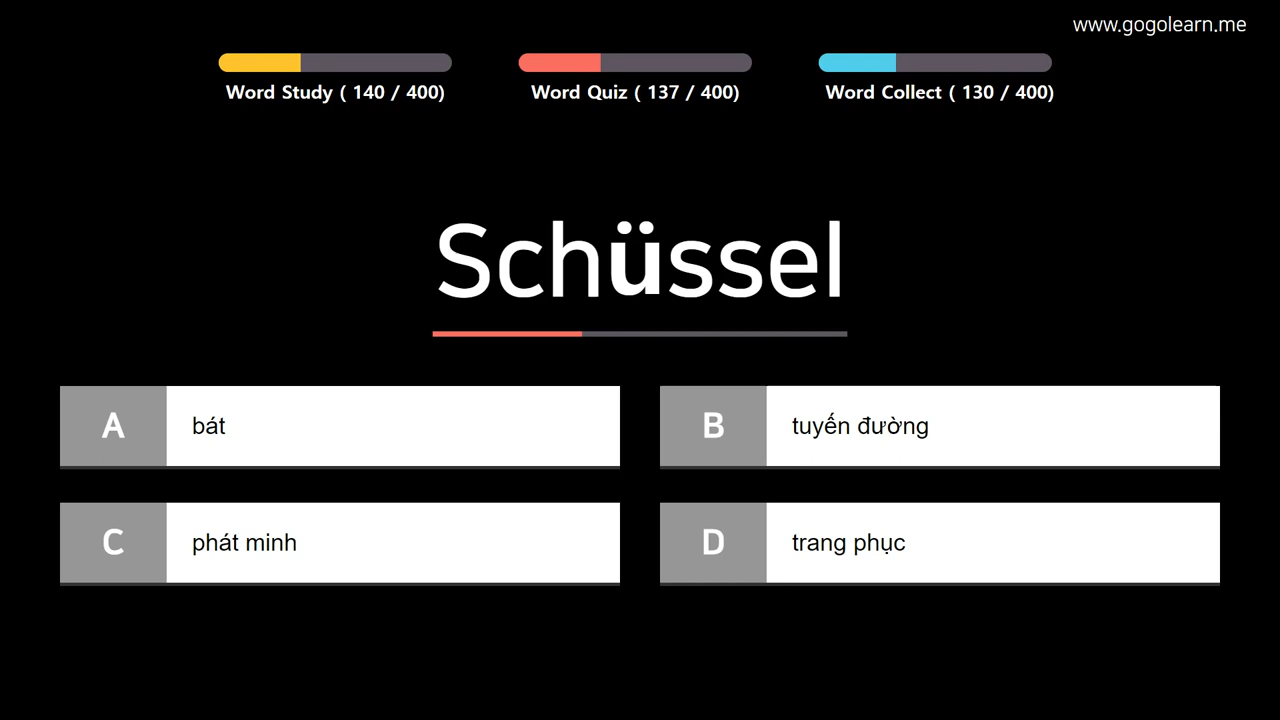 www.gogolearn.me
Word Study ( 140 / 400)
Word Quiz ( 137 / 400)
Word Collect ( 130 / 400)
Schüssel
A bát
B tuyến đường
C phát minh
D trang phục